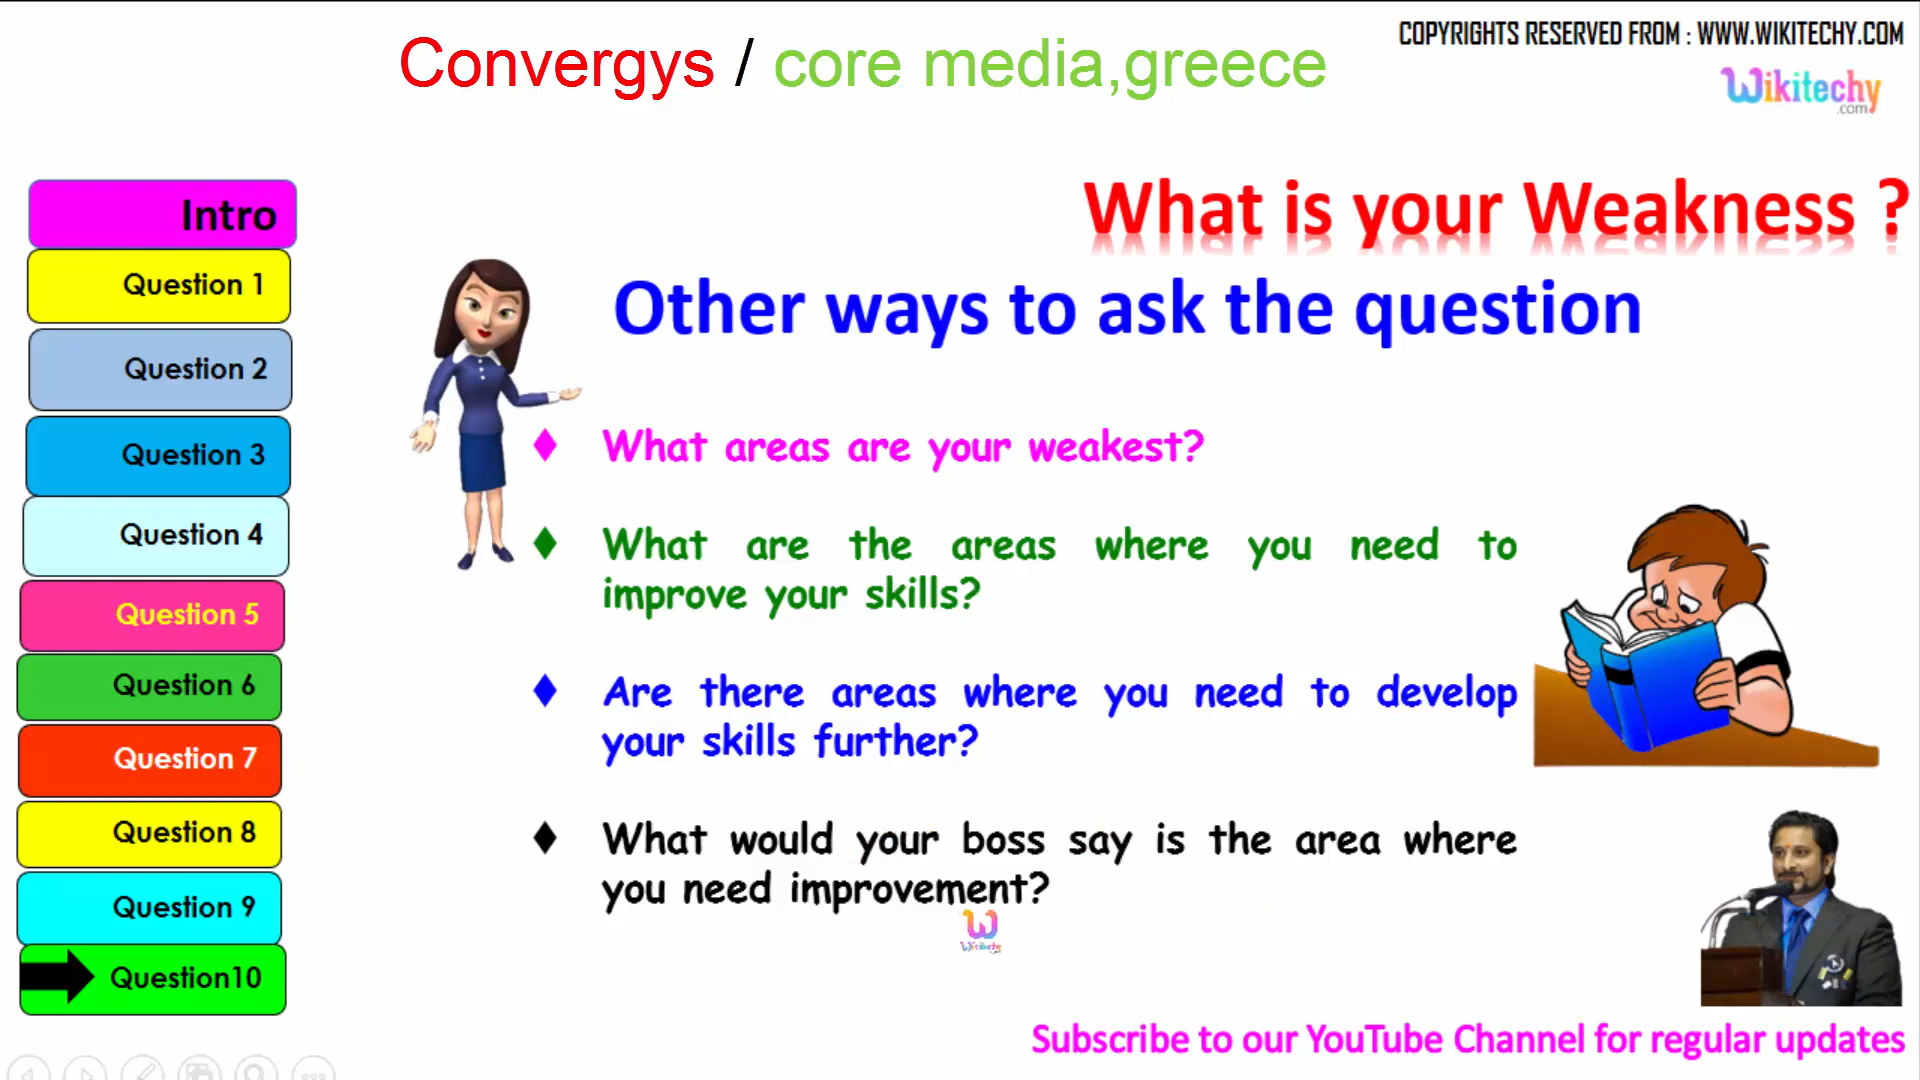 COPYRIGHTS RESERVED FROM : WWW.WIKITECHY.COM
Convergys / core media,greece
Wikitechy
.com
What is your Weakness ?
Other ways to ask the question
Intro
Question 1
Question 2
Question 3
Question 4
Question 5
Question 6
Question 7
Question 8
Question 9
Question10
♦ What areas are your weakest?
♦ What are the areas where you need to
improve your skills?
♦ Are there areas where you need to develop
your skills further?
♦ What would your boss say is the area where
you need improvement?
W
Wikitechy
Subscribe to our YouTube Channel for regular updates